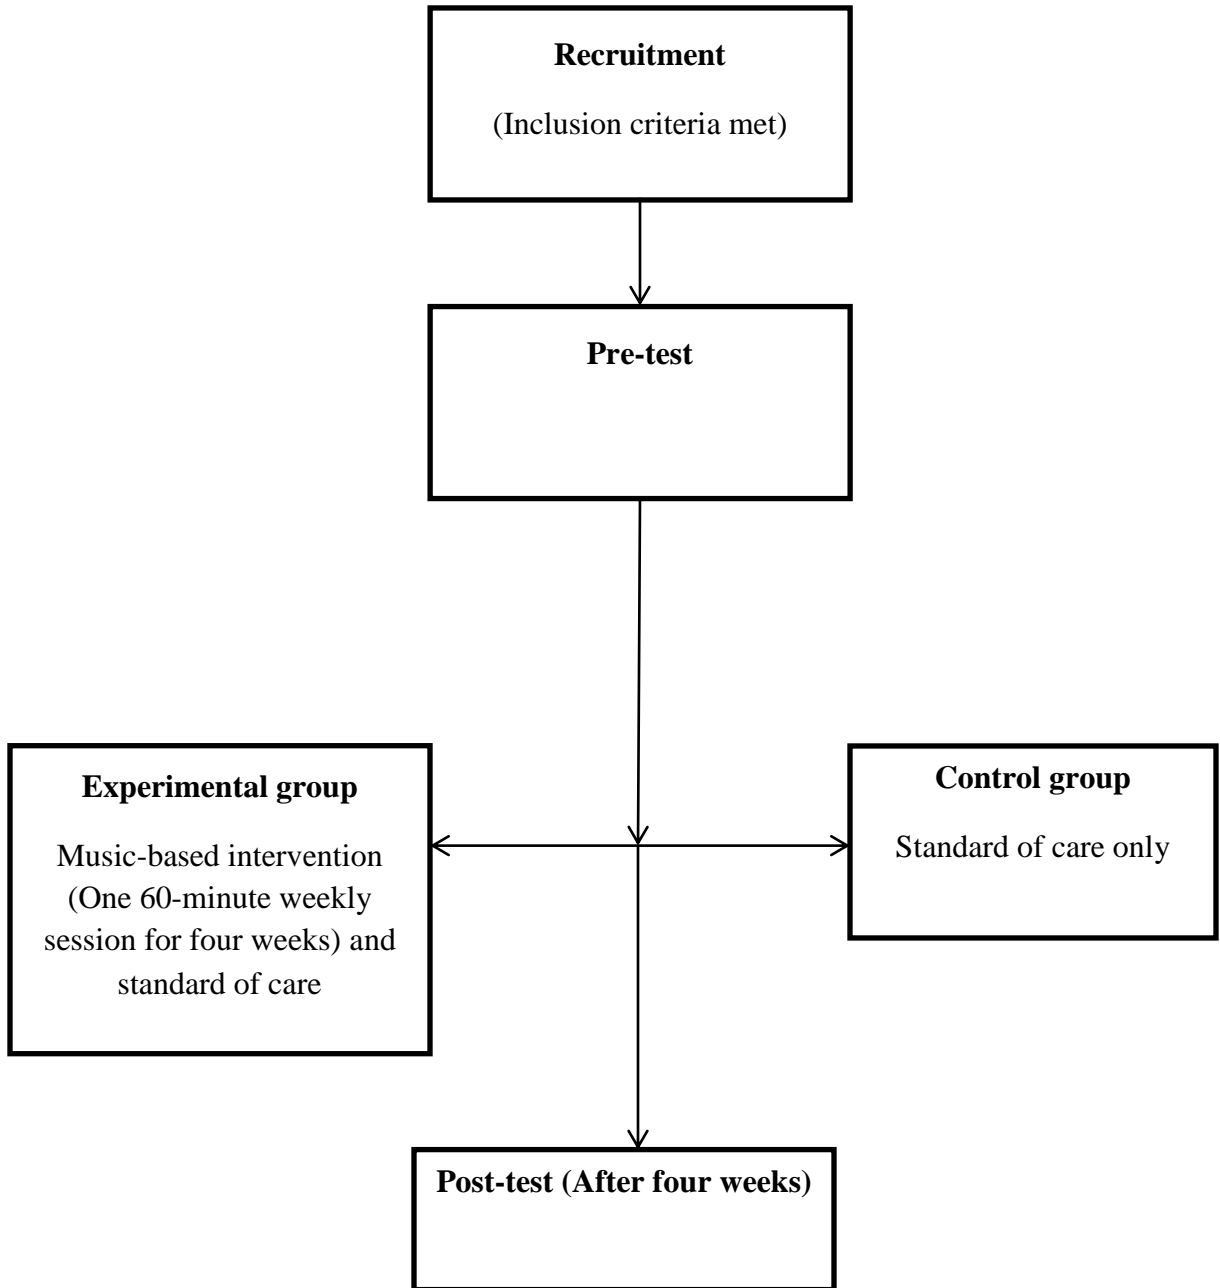 Recruitment
(Inclusion criteria met)
Pre-test
Experimental group
Music-based intervention
(One 60-minute weekly
session for four weeks) and
standard of care
Control group
Standard of care only
Post-test (After four weeks)